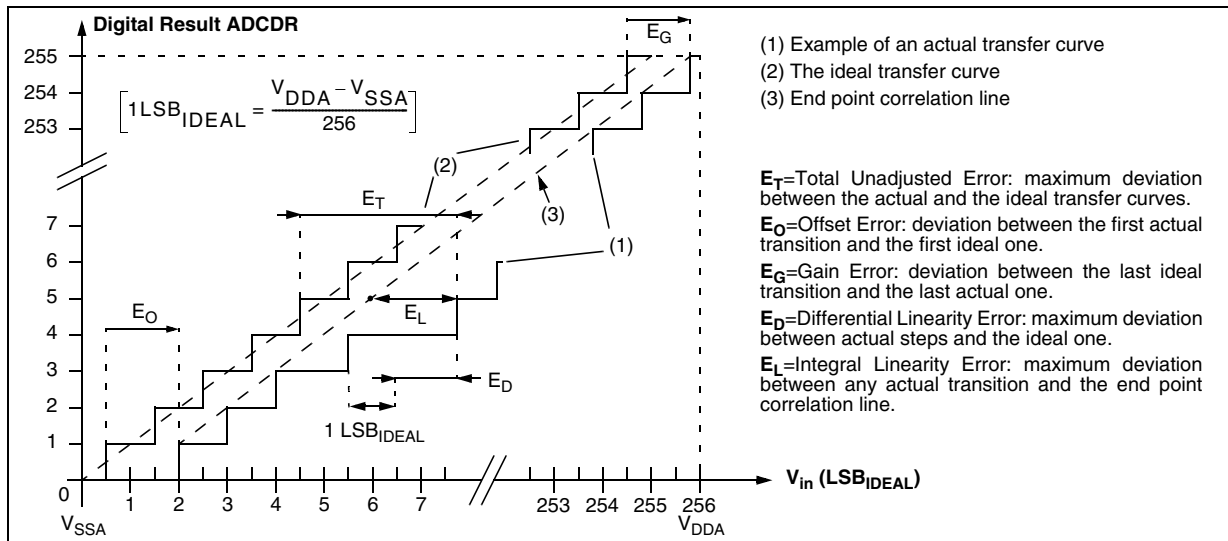 Digital Result ADCDR
E_G
255
254
253
[1LSB_IDEAL = (V_DDA – V_SSA) / 256]
(2)
E_T
(3)
(1)
7
6
5
4
3
2
1
0
E_O
E_L
E_D
1 LSB_IDEAL
1 2 3 4 5 6 7 253 254 255 256
V_in (LSB_IDEAL)
V_SSA
V_DDA
(1) Example of an actual transfer curve
(2) The ideal transfer curve
(3) End point correlation line
E_T=Total Unadjusted Error: maximum deviation
between the actual and the ideal transfer curves.
E_O=Offset Error: deviation between the first actual
transition and the first ideal one.
E_G=Gain Error: deviation between the last ideal
transition and the last actual one.
E_D=Differential Linearity Error: maximum deviation
between actual steps and the ideal one.
E_L=Integral Linearity Error: maximum deviation
between any actual transition and the end point
correlation line.
(1)